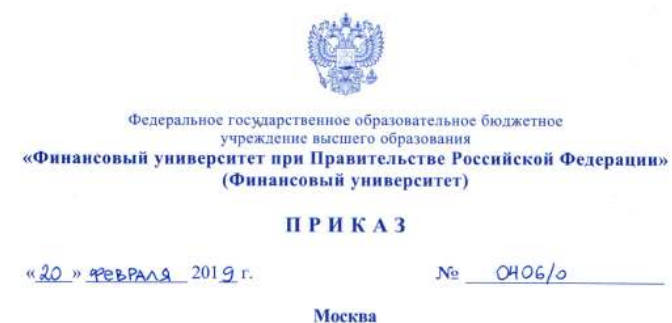 Федеральное государственное образовательное бюджетное
учреждение высшего образования
«Финансовый университет при Правительстве Российской Федерации»
(Финансовый университет)
ПРИКАЗ
«20» февраля 2019 г. № 0406/о
Москва